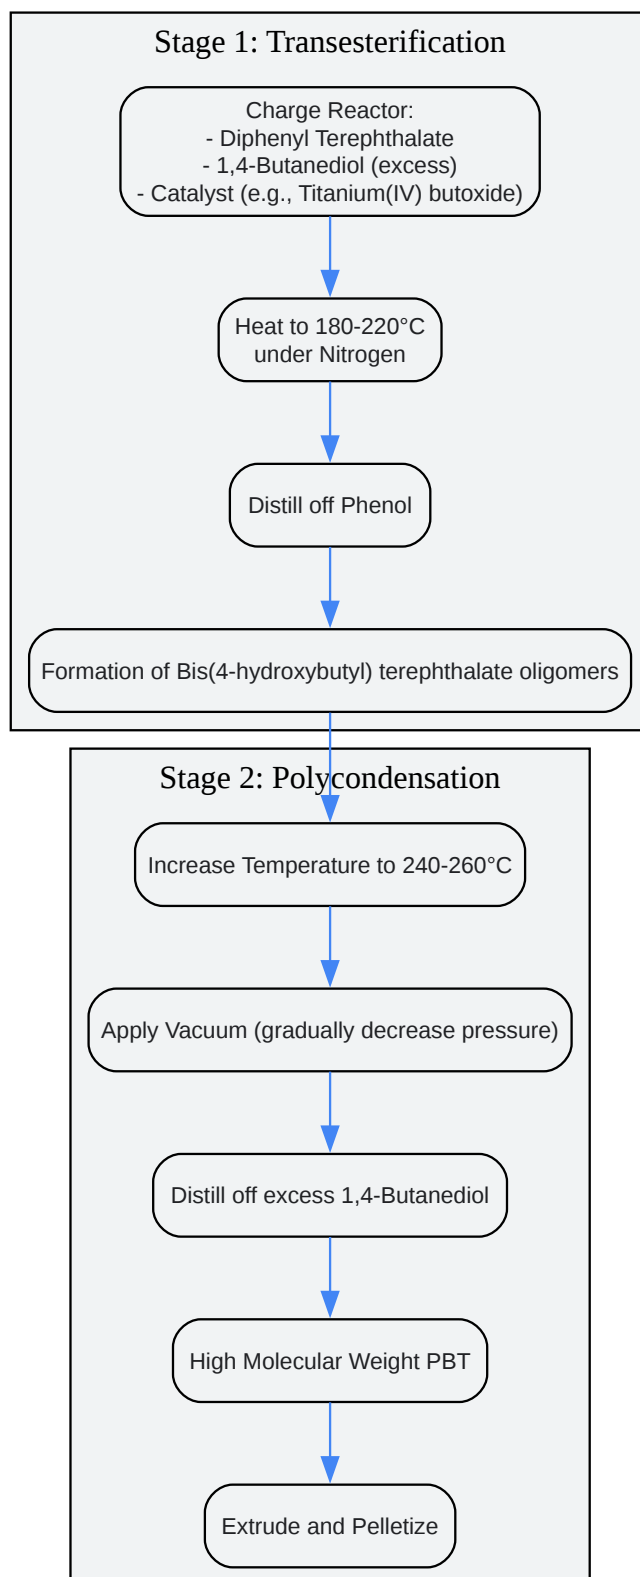 Stage 1: Transesterification
Charge Reactor:
- Diphenyl Terephthalate
- 1,4-Butanediol (excess)
- Catalyst (e.g., Titanium(IV) butoxide)
Heat to 180-220°C
under Nitrogen
Distill off Phenol
Formation of Bis(4-hydroxybutyl) terephthalate oligomers
Stage 2: Polycondensation
Increase Temperature to 240-260°C
Apply Vacuum (gradually decrease pressure)
Distill off excess 1,4-Butanediol
High Molecular Weight PBT
Extrude and Pelletize